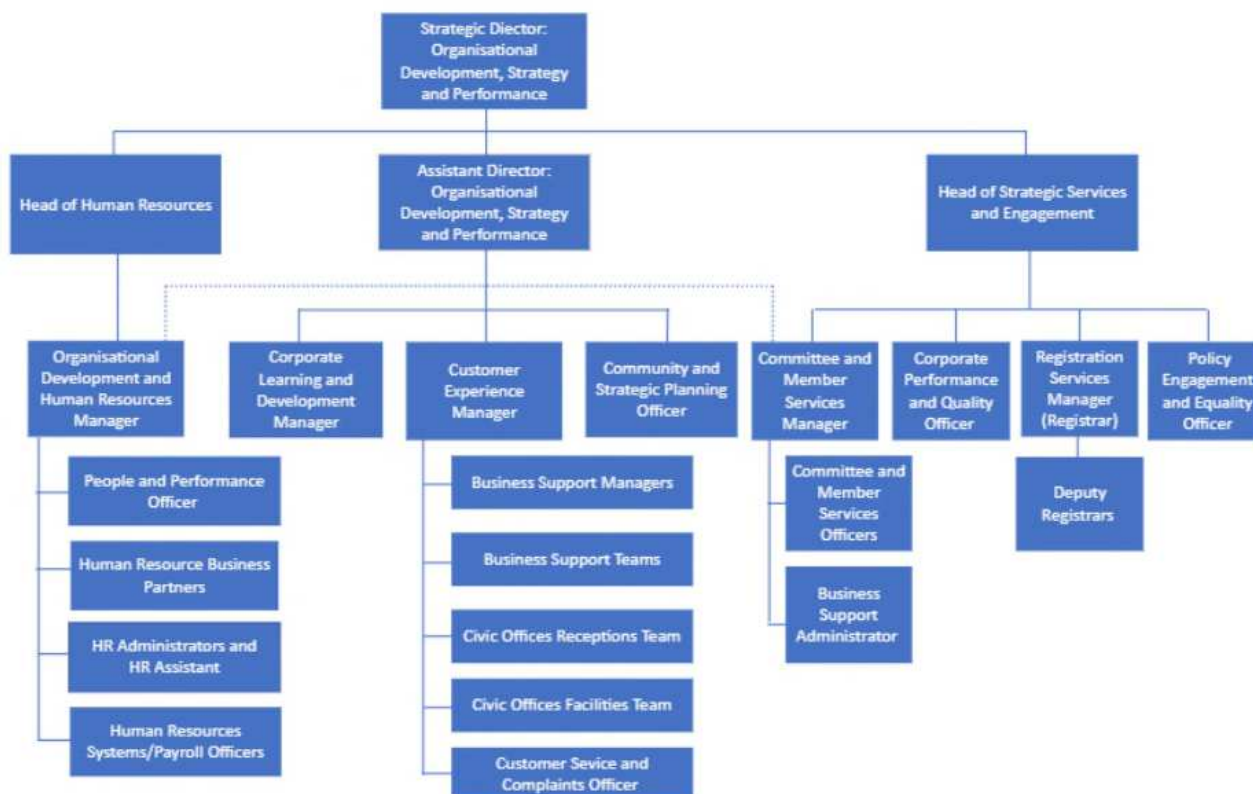 Strategic Diector:
Organisational
Development, Strategy
and Performance
Head of Human Resources
Assistant Director:
Organisational
Development, Strategy
and Performance
Head of Strategic Services
and Engagement
Organisational
Development and
Human Resources
Manager
Corporate
Learning and
Development
Manager
Customer
Experience
Manager
Community and
Strategic Planning
Officer
Committee and
Member
Services
Manager
Corporate
Performance
and Quality
Officer
Registration
Services
Manager
(Registrar)
Policy
Engagement
and Equality
Officer
People and Performance
Officer
Human Resource Business
Partners
HR Administrators and
HR Assistant
Human Resources
Systems/Payroll Officers
Business Support Managers
Business Support Teams
Civic Offices Receptions Team
Civic Offices Facilities Team
Customer Sevice and
Complaints Officer
Committee and
Member
Services
Officers
Business
Support
Administrator
Deputy
Registrars